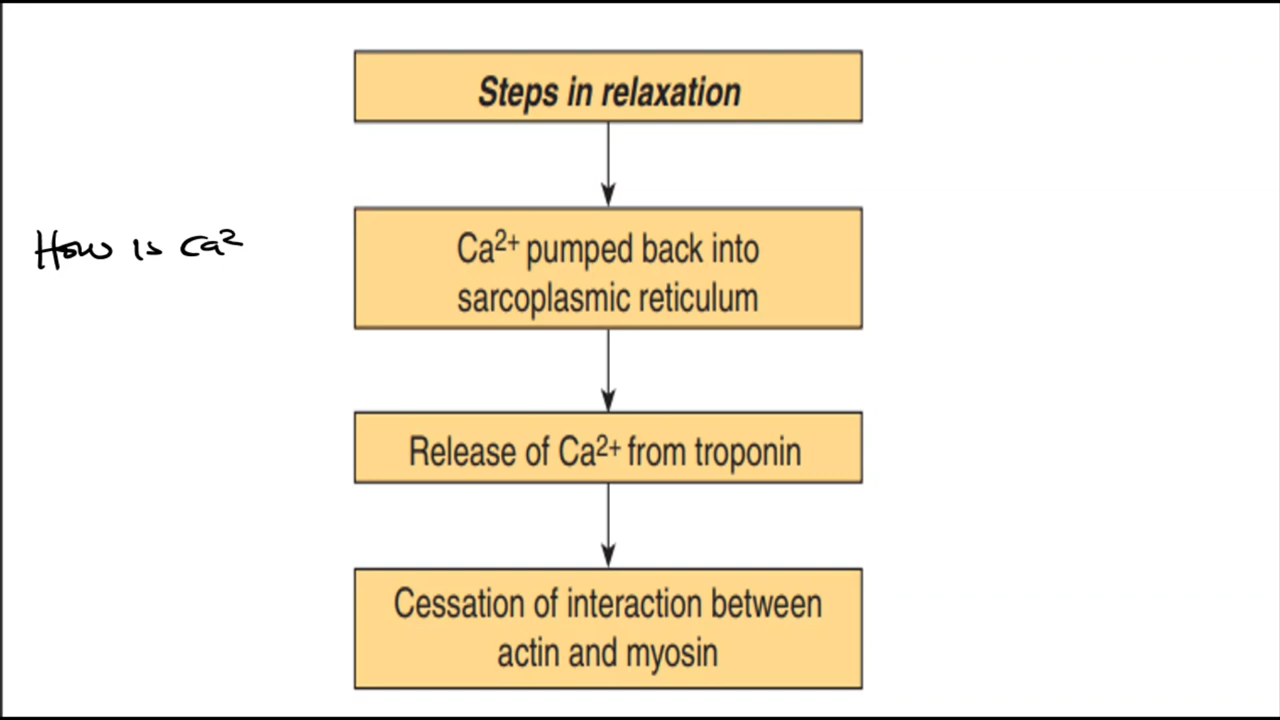 Steps in relaxation
How is Ca²
Ca²⁺ pumped back into
sarcoplasmic reticulum
Release of Ca²⁺ from troponin
Cessation of interaction between
actin and myosin